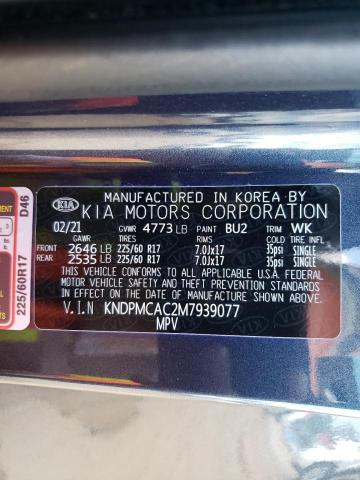 MANUFACTURED IN KOREA BY
KIA KIA MOTORS CORPORATION
02/21 GVWR 4773 LB PAINT BU2 TRIM WK
GAWR TIRES RIMS COLD TIRE INFL
FRONT 2646 LB 225/60 R17 7.0Jx17 35psi SINGLE
REAR 2535 LB 225/60 R17 7.0Jx17 35psi SINGLE
THIS VEHICLE CONFORMS TO ALL APPLICABLE U.S.A. FEDERAL
MOTOR VEHICLE SAFETY, BUMPER, AND THEFT PREVENTION
STANDARDS IN EFFECT ON THE DATE OF
MANUFACTURE SHOWN ABOVE.
V.I.N KNDPMCAC2M7939077
MPV
225/60R17 D46